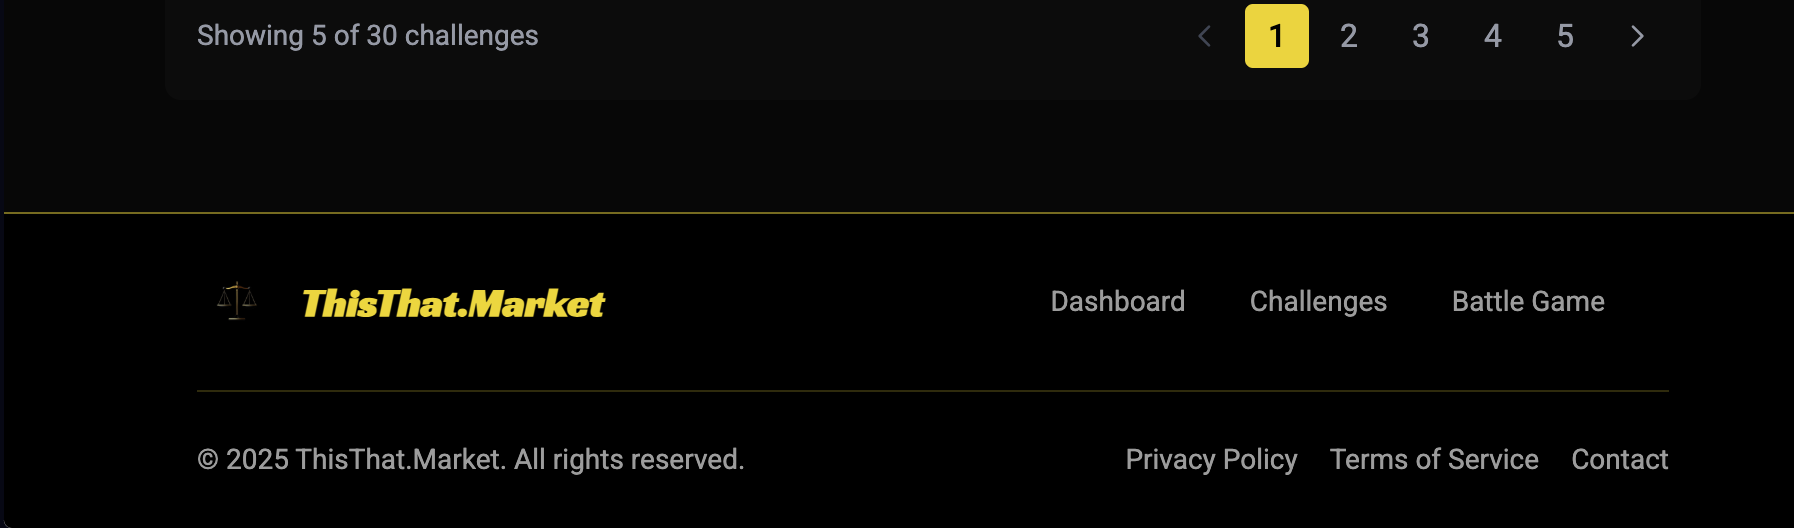 Showing 5 of 30 challenges
1 2 3 4 5
ThisThat.Market
Dashboard Challenges Battle Game
© 2025 ThisThat.Market. All rights reserved.
Privacy Policy Terms of Service Contact